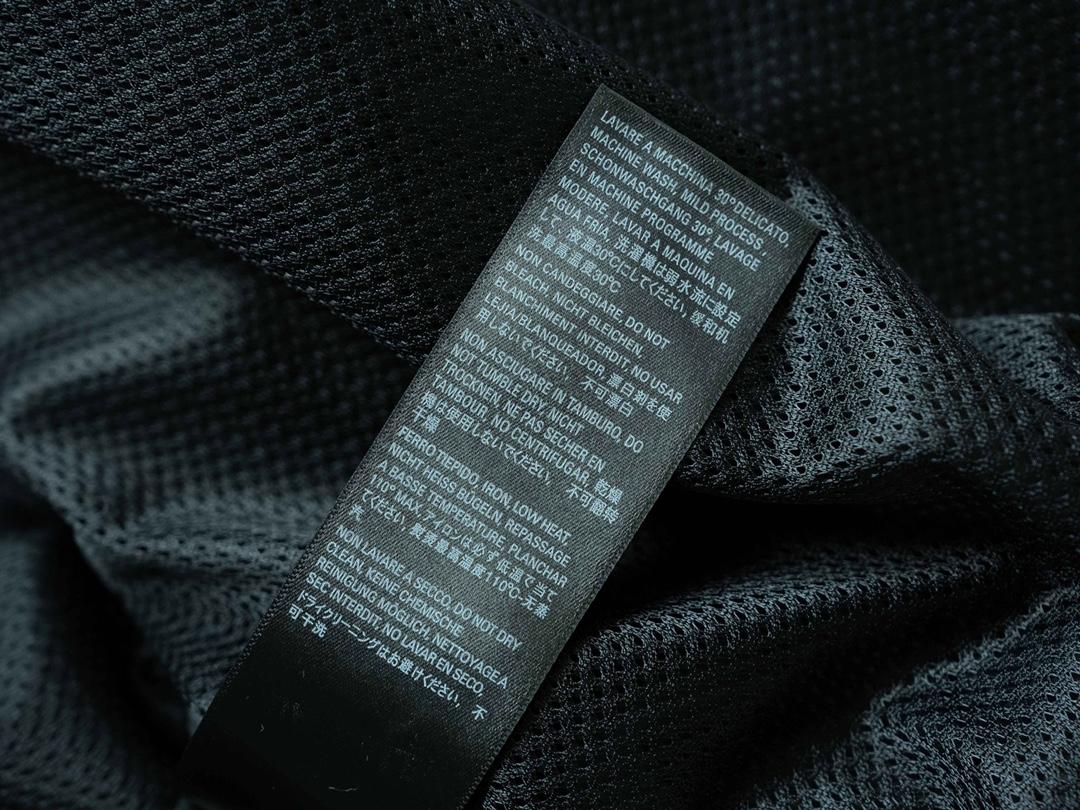 LAVARE A MACCHINA 30° DELICATO,
MACHINE WASH, MILD PROCESS
SCHONWASCHGANG 30°, LAVAGE
EN MACHINE PROGRAMME
MODERE, LAVAR A MAQUINA EN
AGUA FRIA, 洗濯機は弱水流に設定
して、液温30℃にしてください, 缓和机
洗最高温度30℃
NON CANDEGGIARE, DO NOT
BLEACH, NICHT BLEICHEN,
BLANCHIMENT INTERDIT, NO USAR
LEJIA/BLANQUEADOR 漂白剤を使
用しないでください, 不可漂白
NON ASCIUGARE IN TAMBURO, DO
NOT TUMBLE DRY, NICHT
TROCKNEN, NE PAS SECHER EN
TAMBOUR, NO CENTRIFUGAR, 乾燥
機は使用しないでください, 不可翻转
干燥
FERRO TIEPIDO, IRON, LOW HEAT,
NICHT HEISS BÜGELN, REPASSAGE
A BASSE TEMPERATURE, PLANCHAR
110° MAX, アイロンは必ず低温で当て
てください, 熨烫最高温度110℃-无蒸
NON LAVARE A SECCO, DO NOT DRY
CLEAN, KEINE CHEMISCHE
REINIGUNG MÖGLICH, NETTOYAGE A
SEC INTERDIT, NO LAVAR EN SECO,
ドライクリーニングはお避けください, 不
可干洗